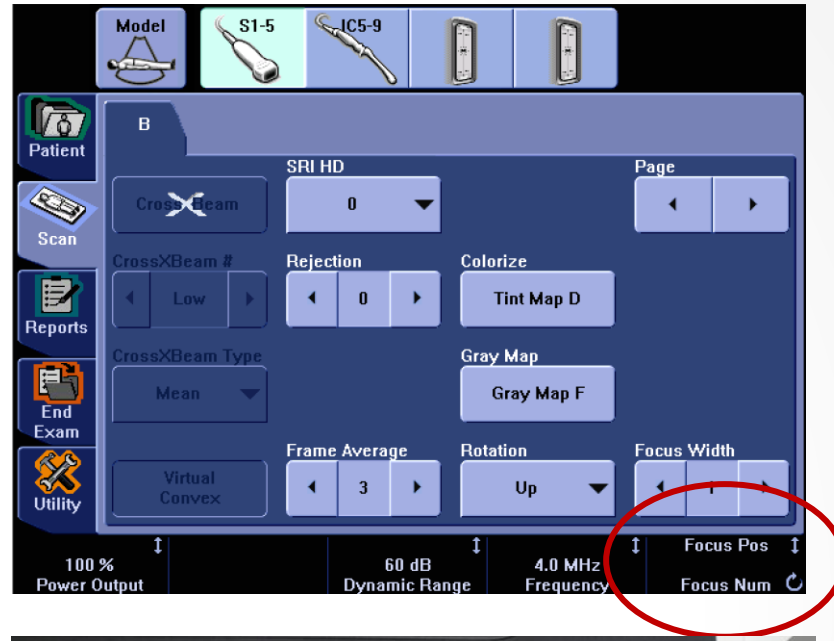 Model
S1-5
IC5-9
Patient
B
SRI HD
Page
CrossXBeam
0
Scan
CrossXBeam #
Rejection
Colorize
Low
0
Tint Map D
Reports
CrossXBeam Type
Gray Map
Mean
Gray Map F
End
Exam
Frame Average
Rotation
Focus Width
Virtual
Convex
3
Up
1
Utility
100 %
60 dB
4.0 MHz
Focus Pos
Power Output
Dynamic Range
Frequency
Focus Num